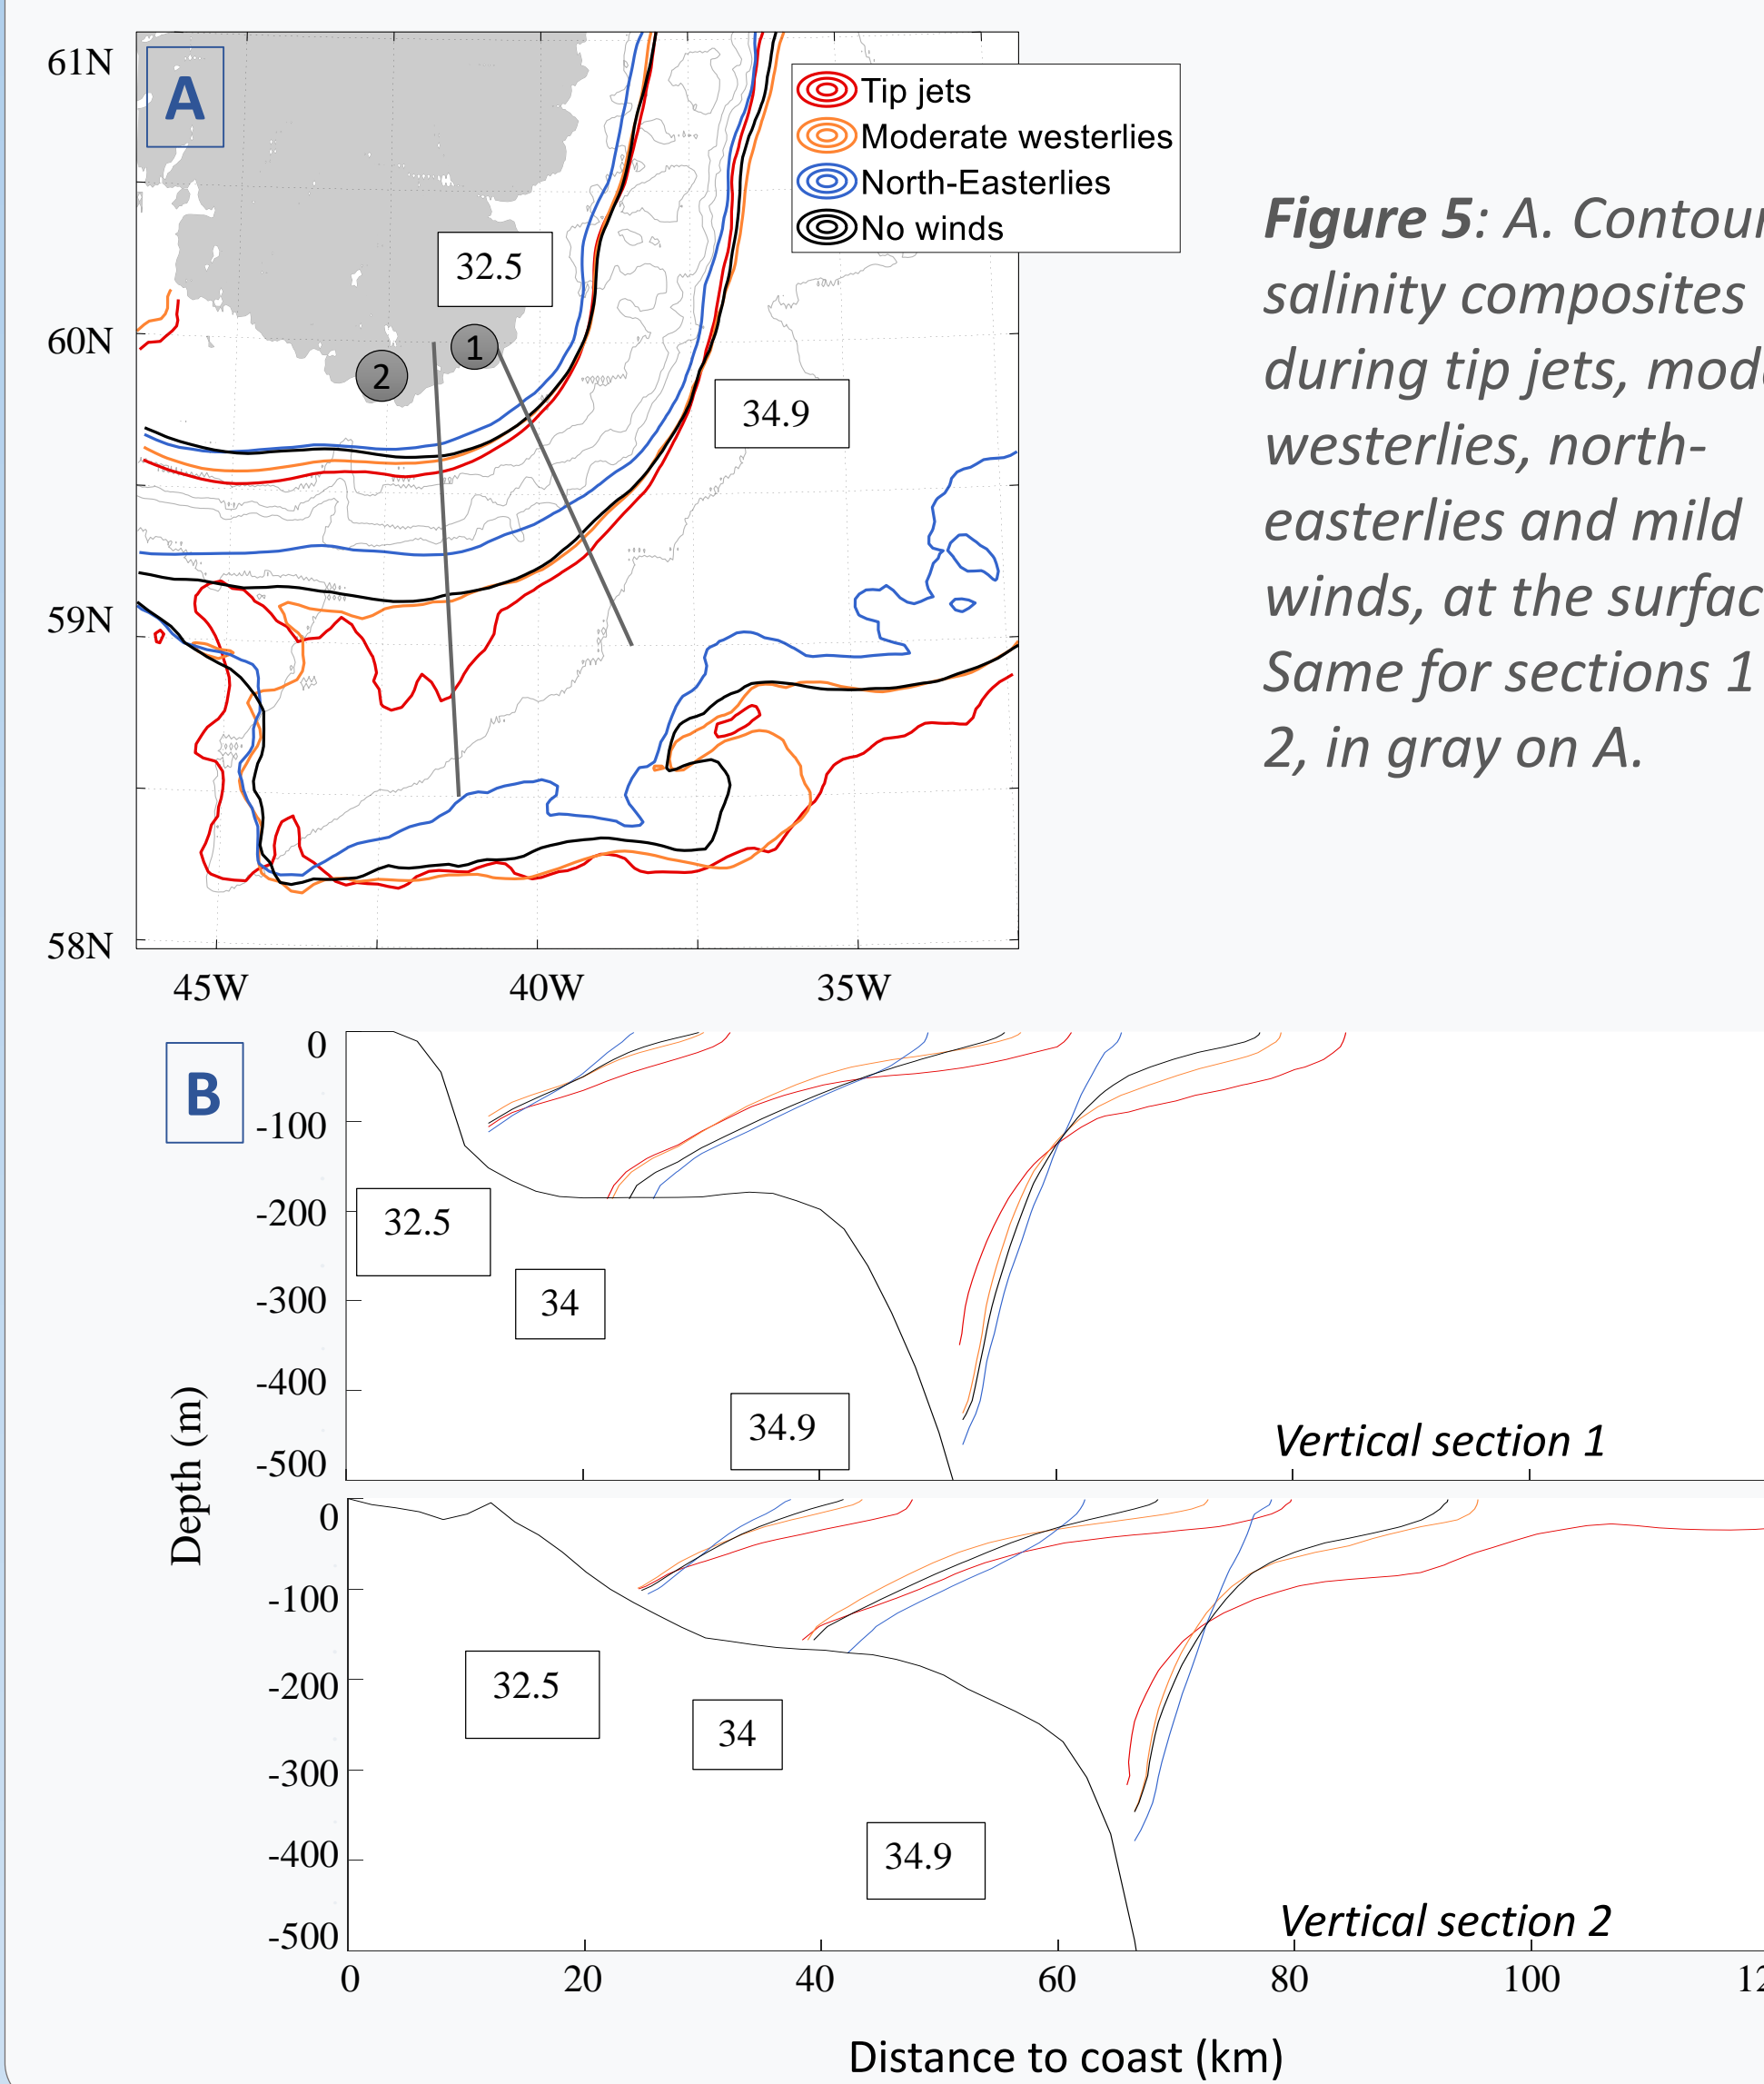 61N
A
Tip jets
Moderate westerlies
North-Easterlies
No winds
32.5
60N
1
2
34.9
59N
58N
45W
40W
35W
Figure 5: A. Contour
salinity composites
during tip jets, mod
westerlies, north-
easterlies and mild
winds, at the surfac
Same for sections 1
2, in gray on A.
B
0
-100
-200
-300
-400
-500
32.5
34
34.9
Vertical section 1
Depth (m)
0
-100
-200
-300
-400
-500
32.5
34
34.9
Vertical section 2
0
20
40
60
80
100
Distance to coast (km)